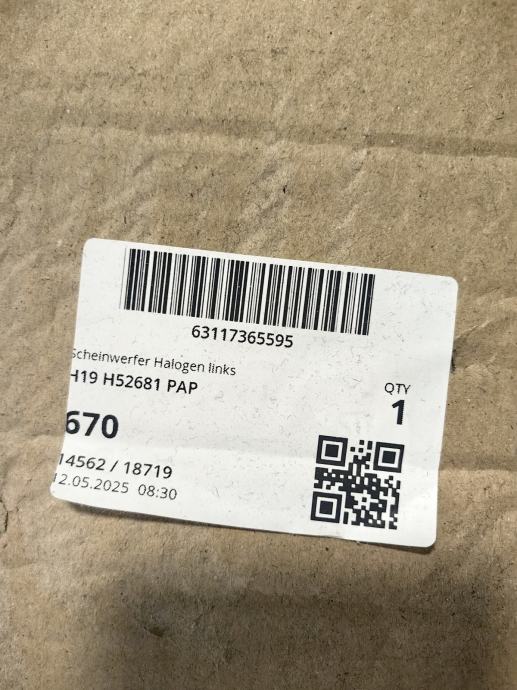 63117365595
Scheinwerfer Halogen links
H19 H52681 PAP
QTY
1
670
14562 / 18719
12.05.2025 08:30